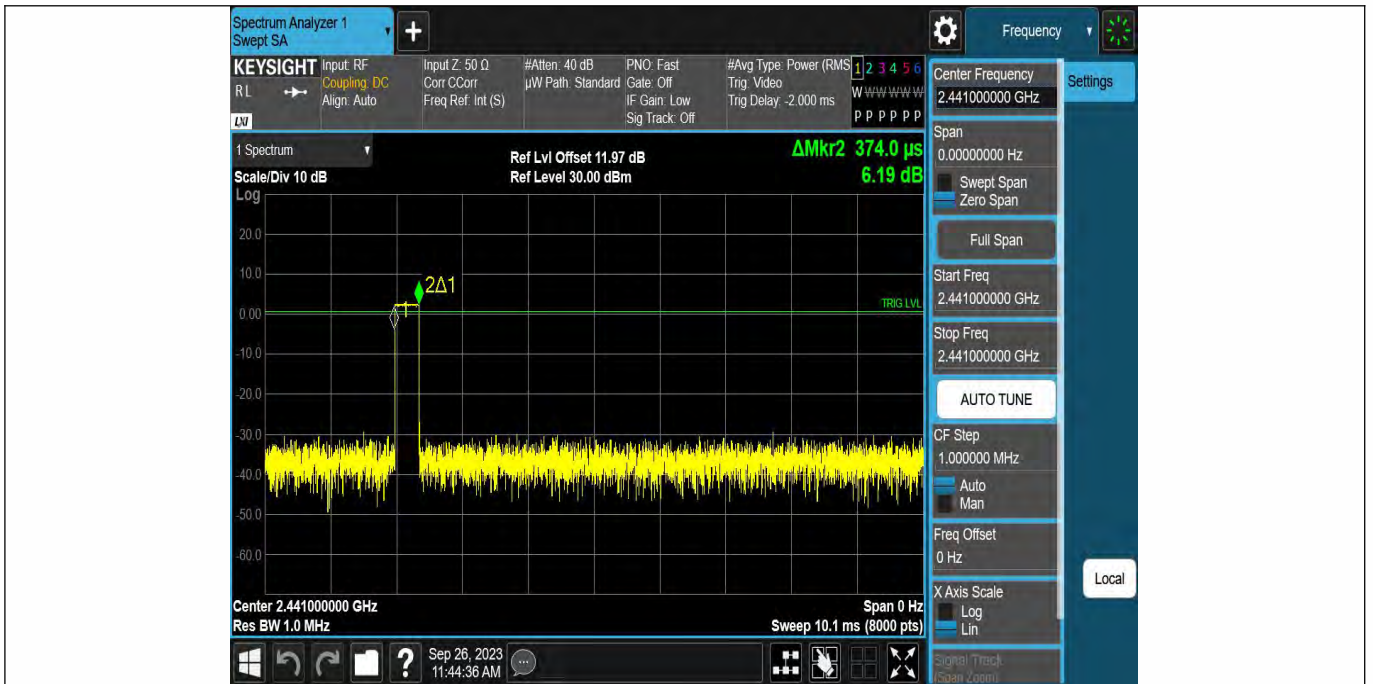 Spectrum Analyzer 1
Swept SA
+
Frequency
KEYSIGHT
RL
LXI
Input: RF
Coupling: DC
Align: Auto
Input Z: 50 Ω
Corr CCorr
Freq Ref: Int (S)
#Atten: 40 dB
µW Path: Standard
PNO: Fast
Gate: Off
IF Gain: Low
Sig Track: Off
#Avg Type: Power (RMS
Trig: Video
Trig Delay: -2.000 ms
1 2 3 4 5 6
W W W W W W
P P P P P P
1 Spectrum
Scale/Div 10 dB
Log
Ref Lvl Offset 11.97 dB
Ref Level 30.00 dBm
ΔMkr2 374.0 µs
6.19 dB
20.0
10.0
0.00
-10.0
-20.0
-30.0
-40.0
-50.0
-60.0
2Δ1
1
TRIG LVL
Center 2.441000000 GHz
Res BW 1.0 MHz
Span 0 Hz
Sweep 10.1 ms (8000 pts)
Sep 26, 2023
11:44:36 AM
?
Center Frequency
2.441000000 GHz
Settings
Span
0.00000000 Hz
Swept Span
Zero Span
Full Span
Start Freq
2.441000000 GHz
Stop Freq
2.441000000 GHz
AUTO TUNE
CF Step
1.000000 MHz
Auto
Man
Freq Offset
0 Hz
X Axis Scale
Log
Lin
Local
Signal Track
(Span Zoom)